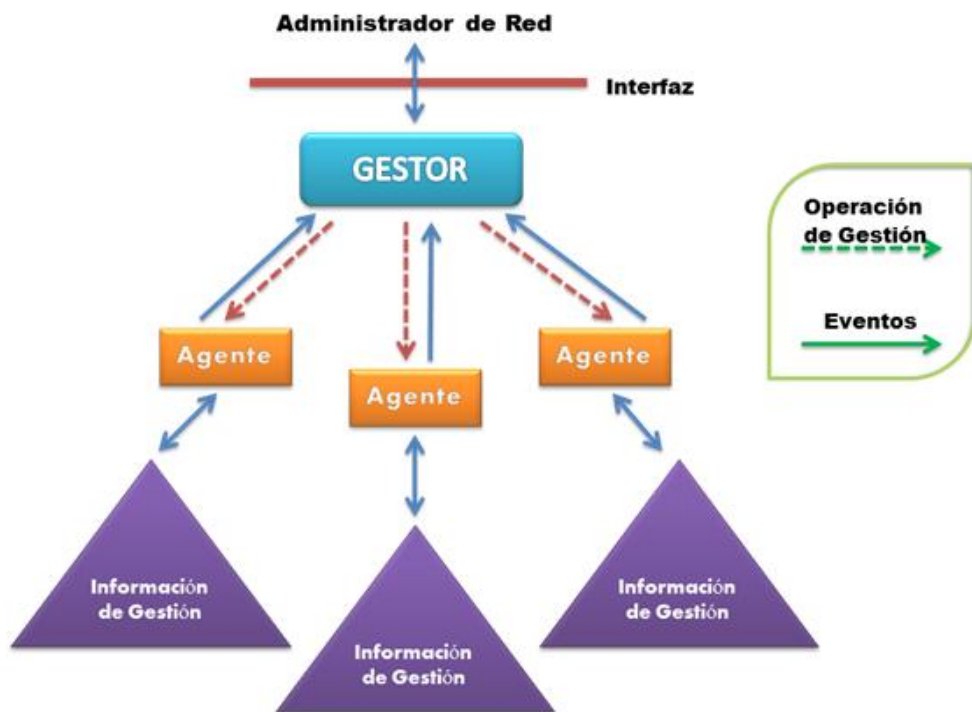 Administrador de Red
Interfaz
GESTOR
Operación
de Gestión
Eventos
Agente
Agente
Agente
Información
de Gestión
Información
de Gestión
Información
de Gestión